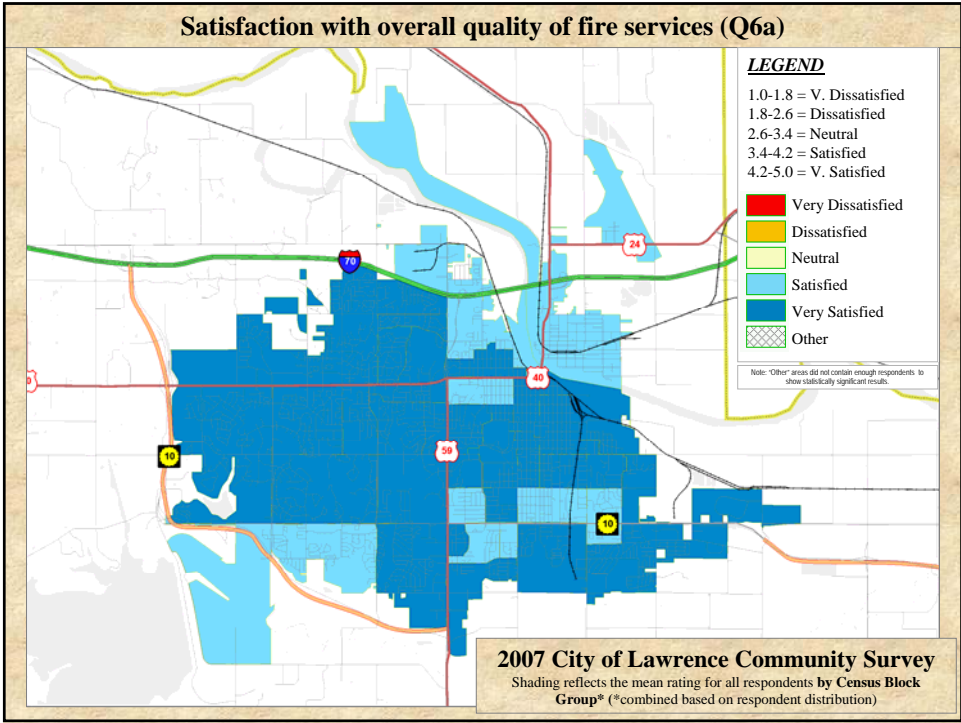 Satisfaction with overall quality of fire services (Q6a)
LEGEND
1.0-1.8 = V. Dissatisfied
1.8-2.6 = Dissatisfied
2.6-3.4 = Neutral
3.4-4.2 = Satisfied
4.2-5.0 = V. Satisfied
Very Dissatisfied
Dissatisfied
Neutral
Satisfied
Very Satisfied
Other
Note: "Other" areas did not contain enough respondents to
show statistically significant results.
24
70
0
40
59
10
10
2007 City of Lawrence Community Survey
Shading reflects the mean rating for all respondents by Census Block
Group* (*combined based on respondent distribution)